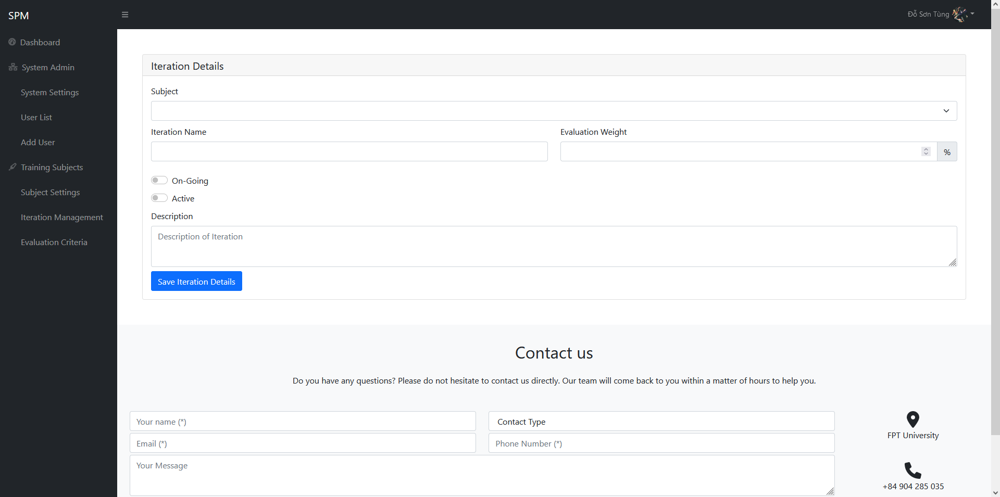 SPM
Đỗ Sơn Tùng
Dashboard
System Admin
System Settings
User List
Add User
Training Subjects
Subject Settings
Iteration Management
Evaluation Criteria
Iteration Details
Subject
Iteration Name
Evaluation Weight
%
On-Going
Active
Description
Description of Iteration
Save Iteration Details
Contact us
Do you have any questions? Please do not hesitate to contact us directly. Our team will come back to you within a matter of hours to help you.
Your name (*)
Contact Type
Email (*)
Phone Number (*)
Your Message
FPT University
+84 904 285 035